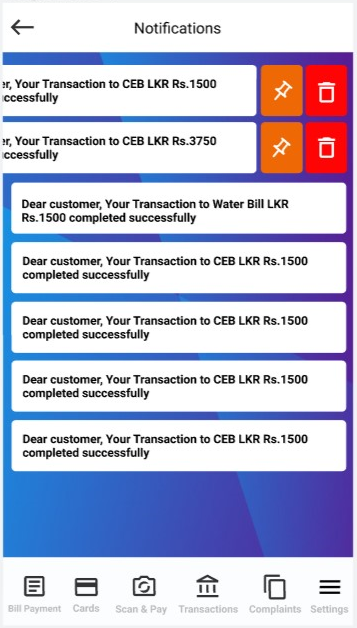 Notifications
er, Your Transaction to CEB LKR Rs.1500
ccessfully
er, Your Transaction to CEB LKR Rs.3750
ccessfully
Dear customer, Your Transaction to Water Bill LKR
Rs.1500 completed successfully
Dear customer, Your Transaction to CEB LKR Rs.1500
completed successfully
Dear customer, Your Transaction to CEB LKR Rs.1500
completed successfully
Dear customer, Your Transaction to CEB LKR Rs.1500
completed successfully
Dear customer, Your Transaction to CEB LKR Rs.1500
completed successfully
Bill Payment Cards Scan & Pay Transactions Complaints Settings